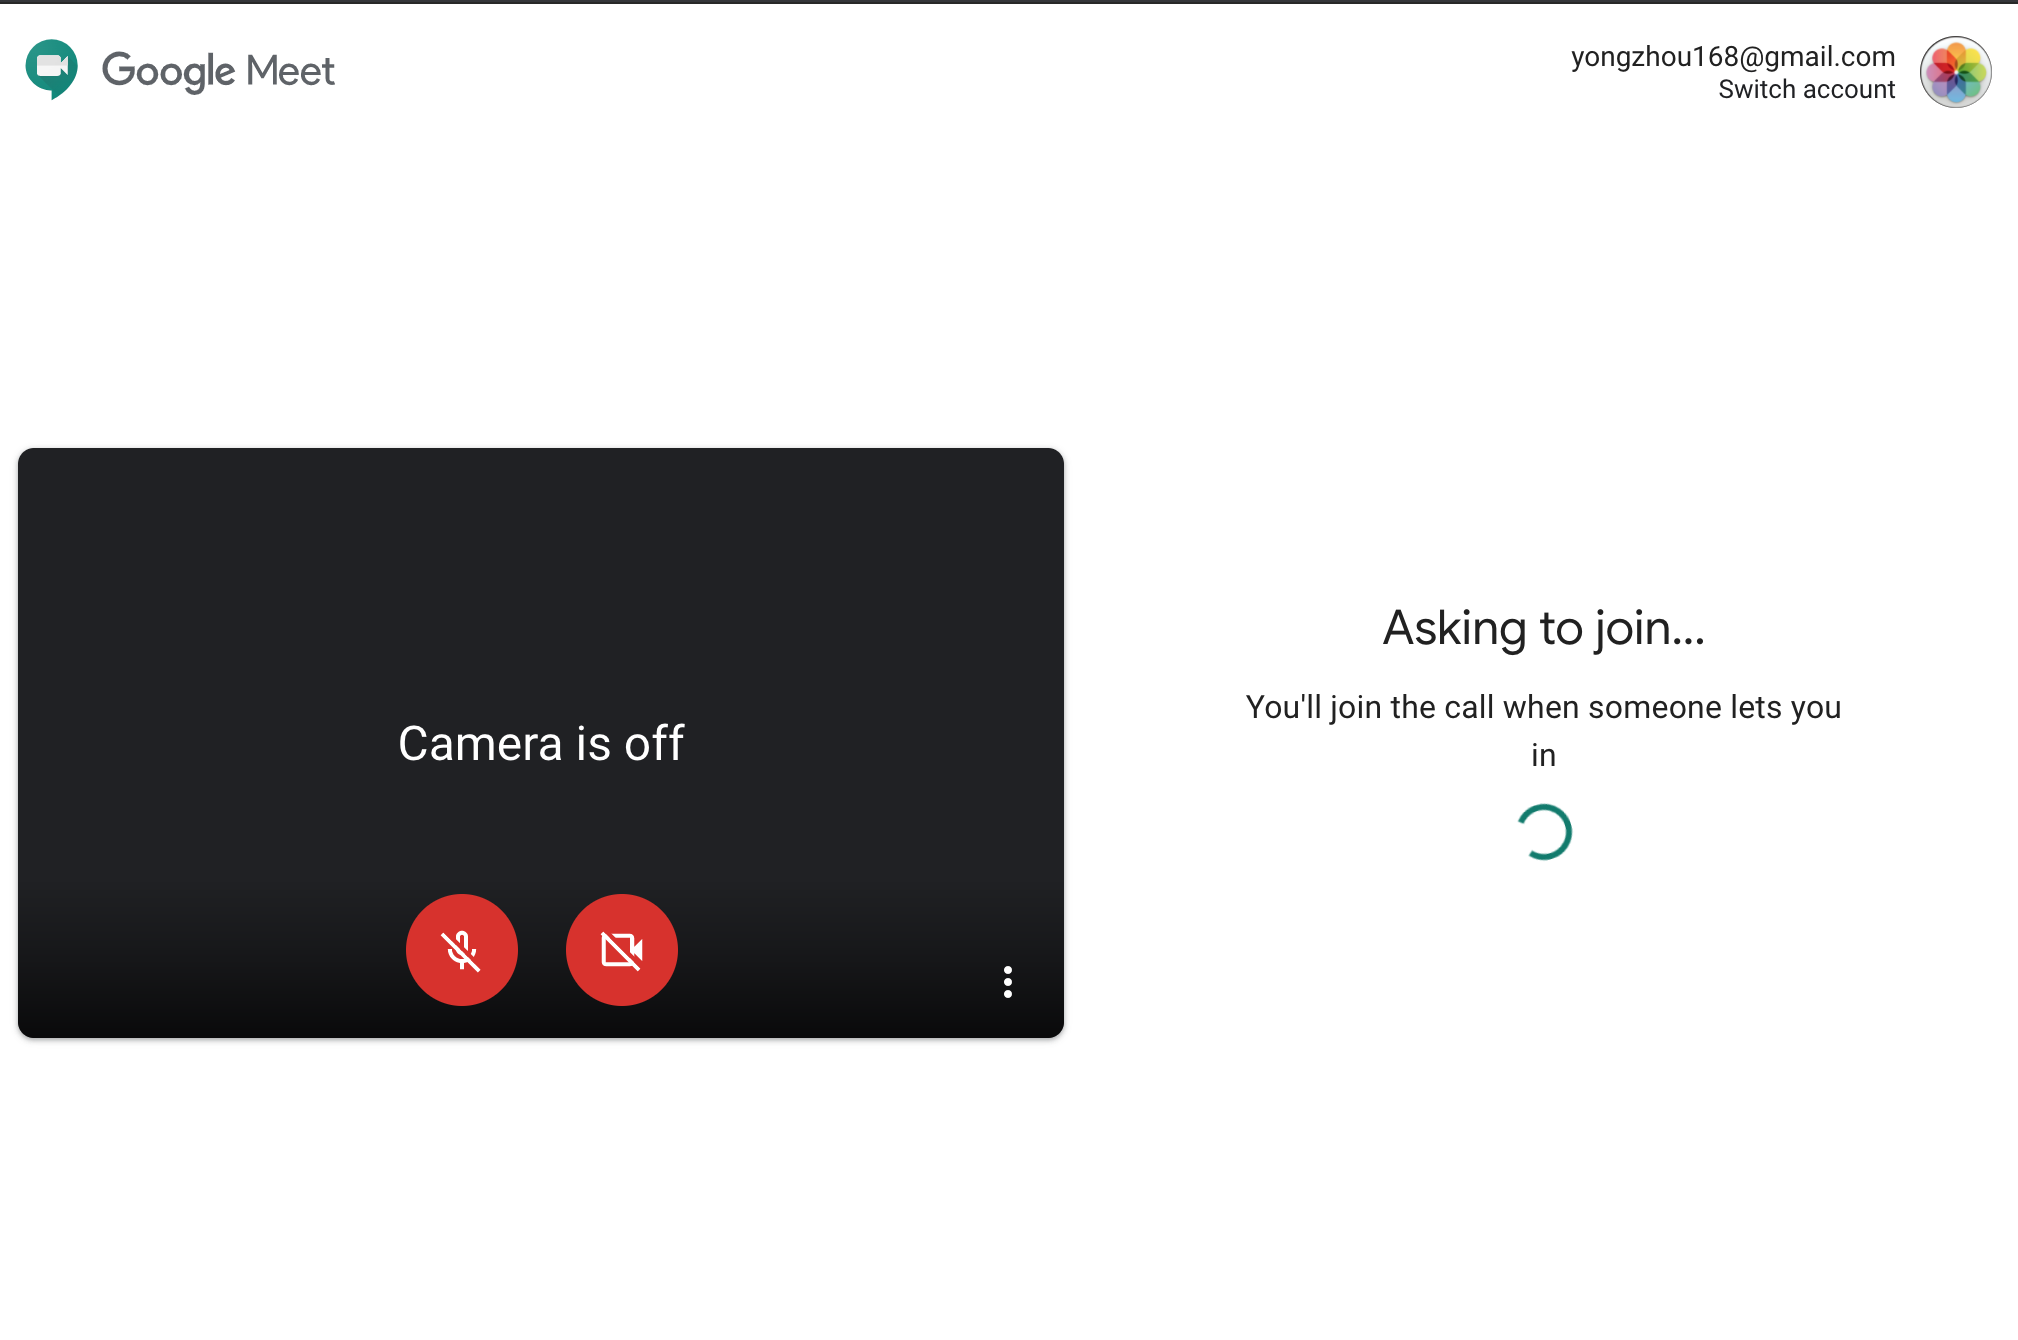 Google Meet
yongzhou168@gmail.com
Switch account
Camera is off
Asking to join...
You'll join the call when someone lets you
in